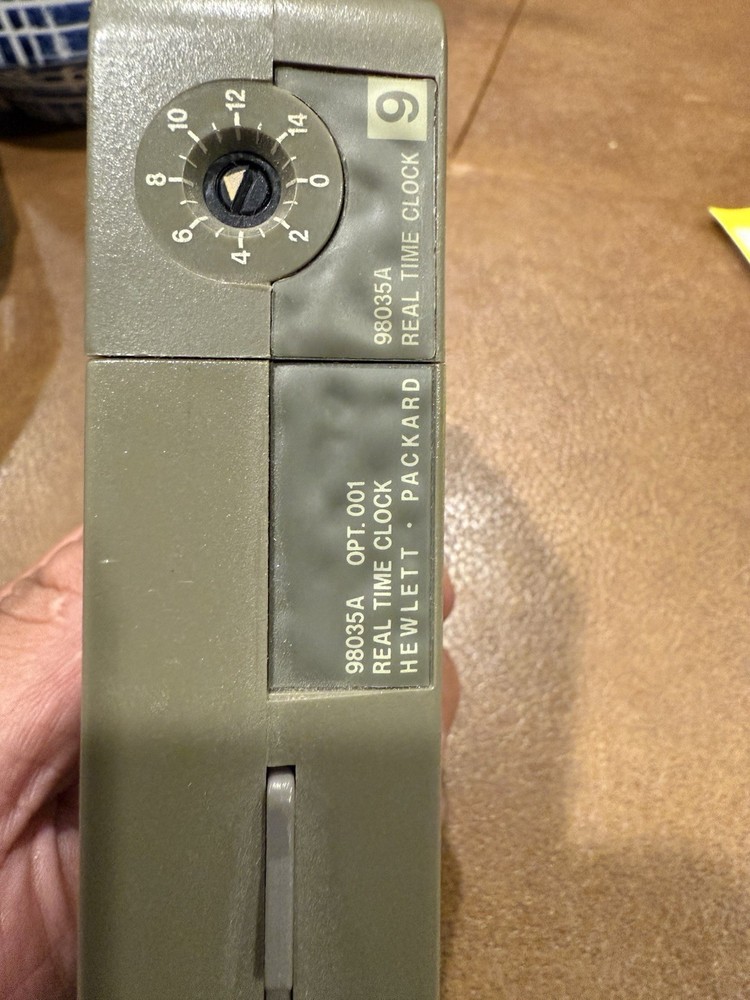 0
2
4
6
8
10
12
14
9
98035A
REAL TIME CLOCK
98035A OPT. 001
REAL TIME CLOCK
HEWLETT · PACKARD